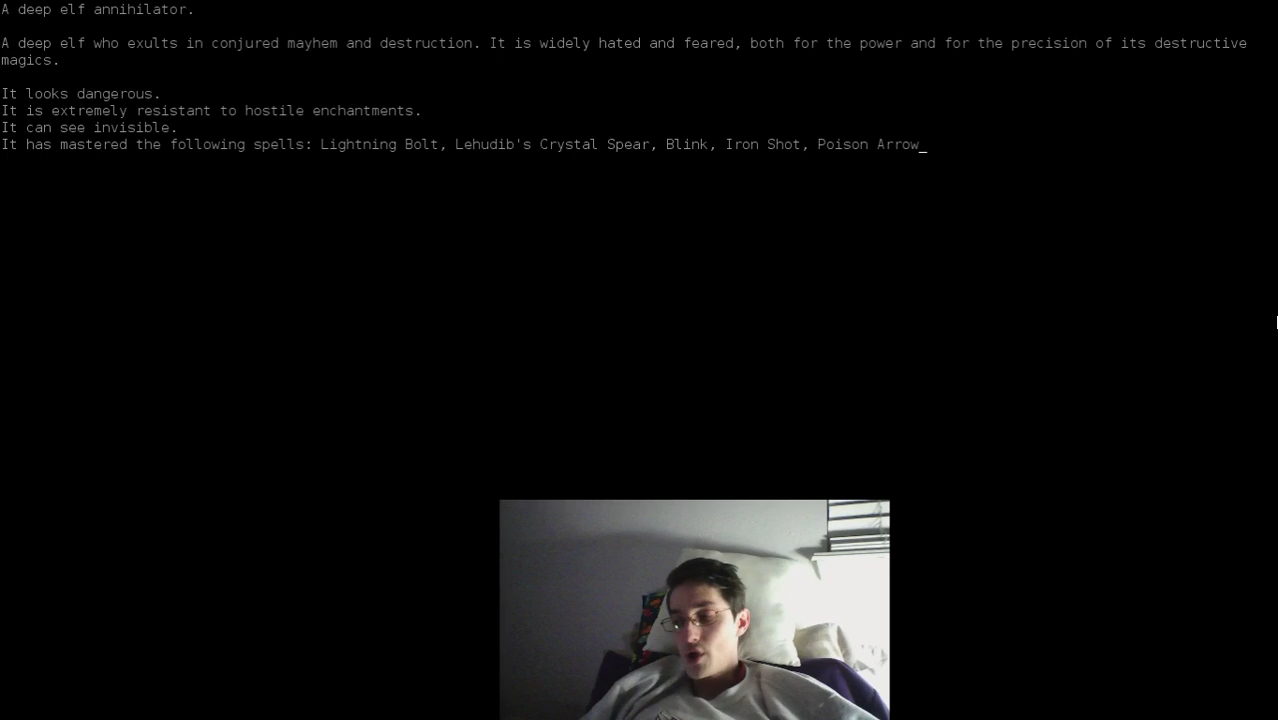 A deep elf annihilator.
A deep elf who exults in conjured mayhem and destruction. It is widely hated and feared, both for the power and for the precision of its destructive
magics.
It looks dangerous.
It is extremely resistant to hostile enchantments.
It can see invisible.
It has mastered the following spells: Lightning Bolt, Lehudib's Crystal Spear, Blink, Iron Shot, Poison Arrow_